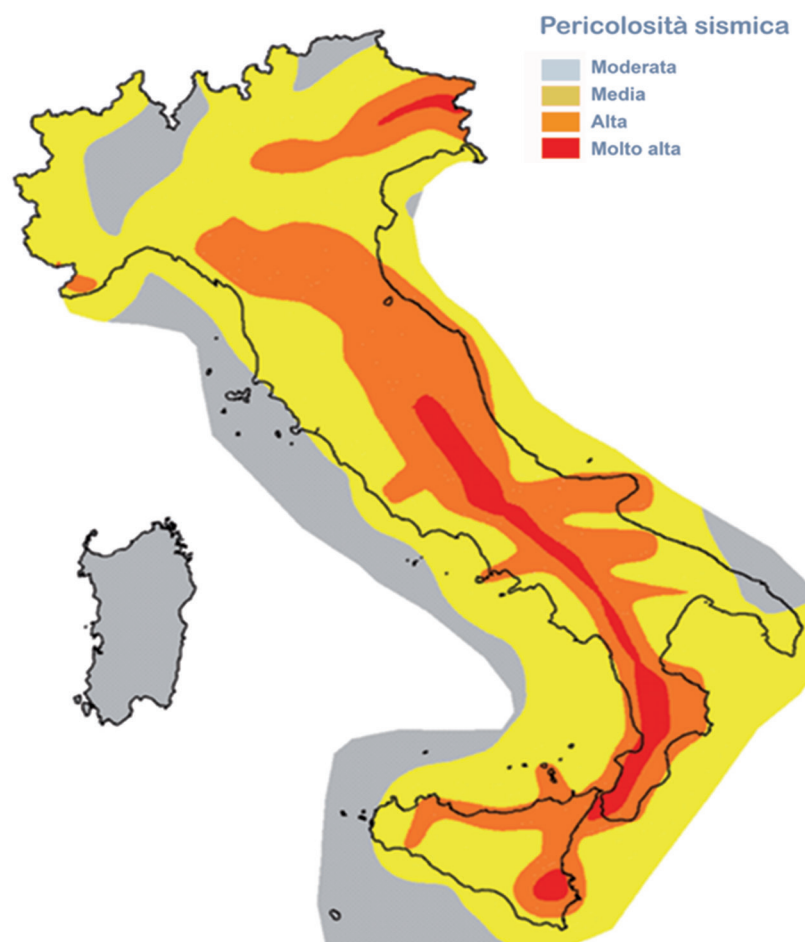 Pericolosità sismica
Moderata
Media
Alta
Molto alta